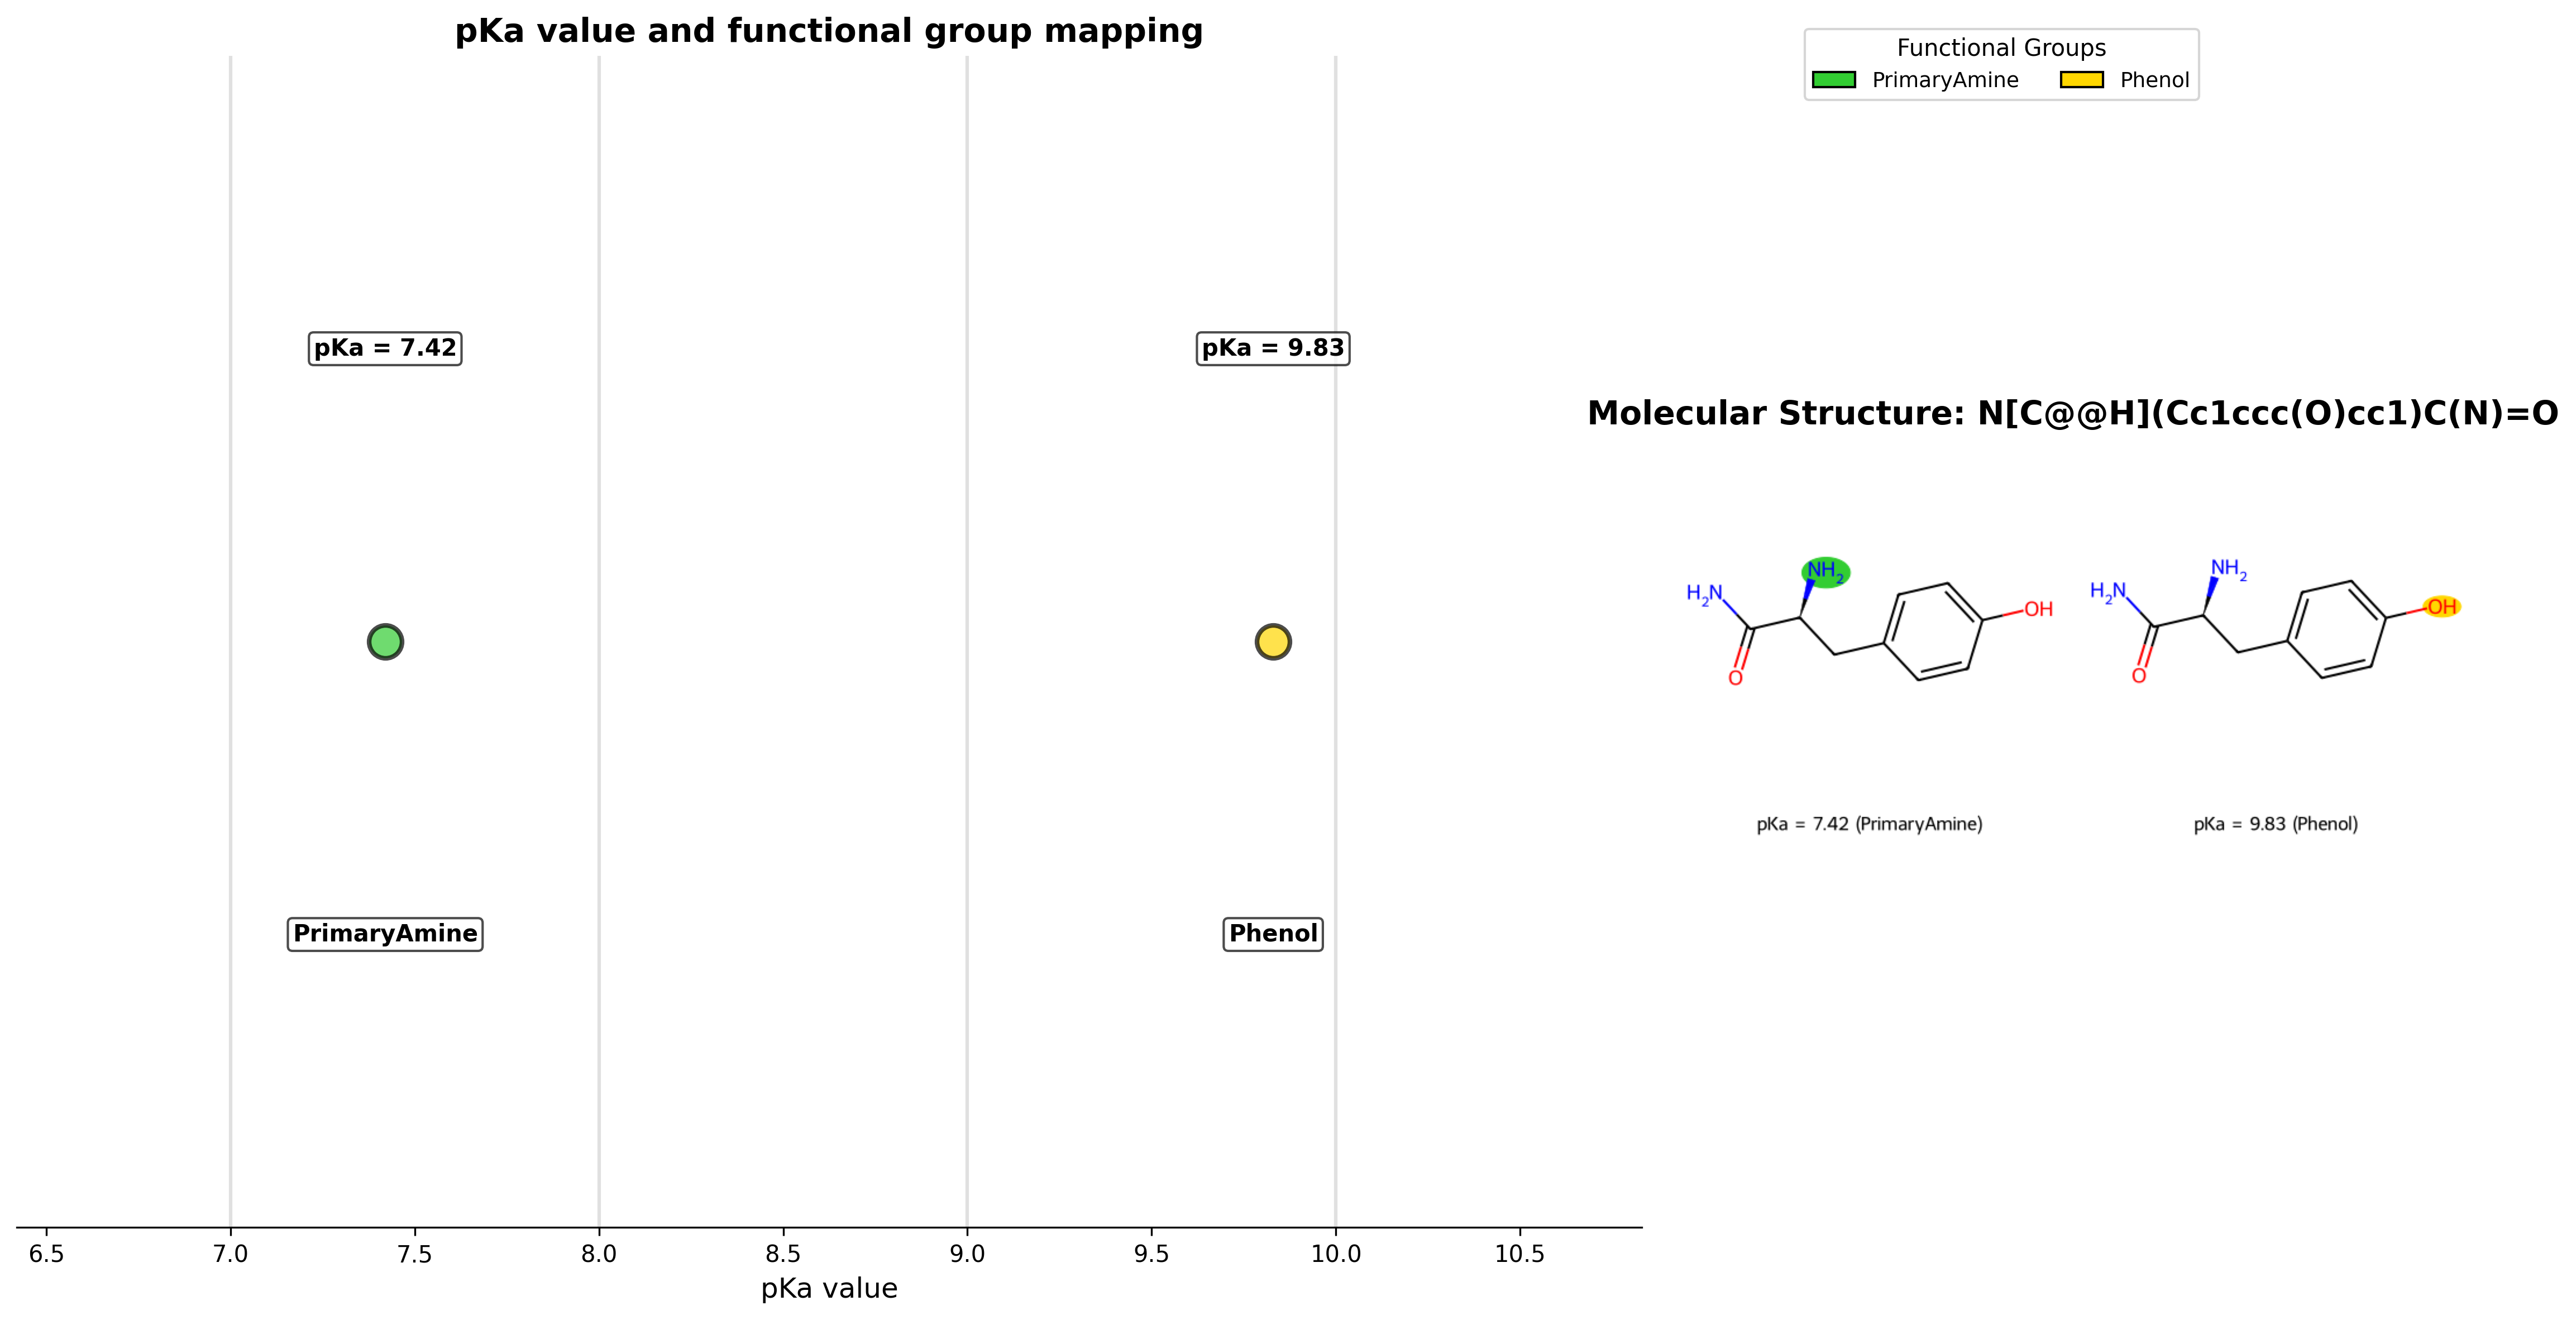 pKa value and functional group mapping
pKa = 7.42
pKa = 9.83
PrimaryAmine
Phenol
6.5 7.0 7.5 8.0 8.5 9.0 9.5 10.0 10.5
pKa value
Functional Groups
PrimaryAmine Phenol
Molecular Structure: N[C@@H](Cc1ccc(O)cc1)C(N)=O
H2N NH2 OH O
H2N NH2 OH O
pKa = 7.42 (PrimaryAmine)
pKa = 9.83 (Phenol)